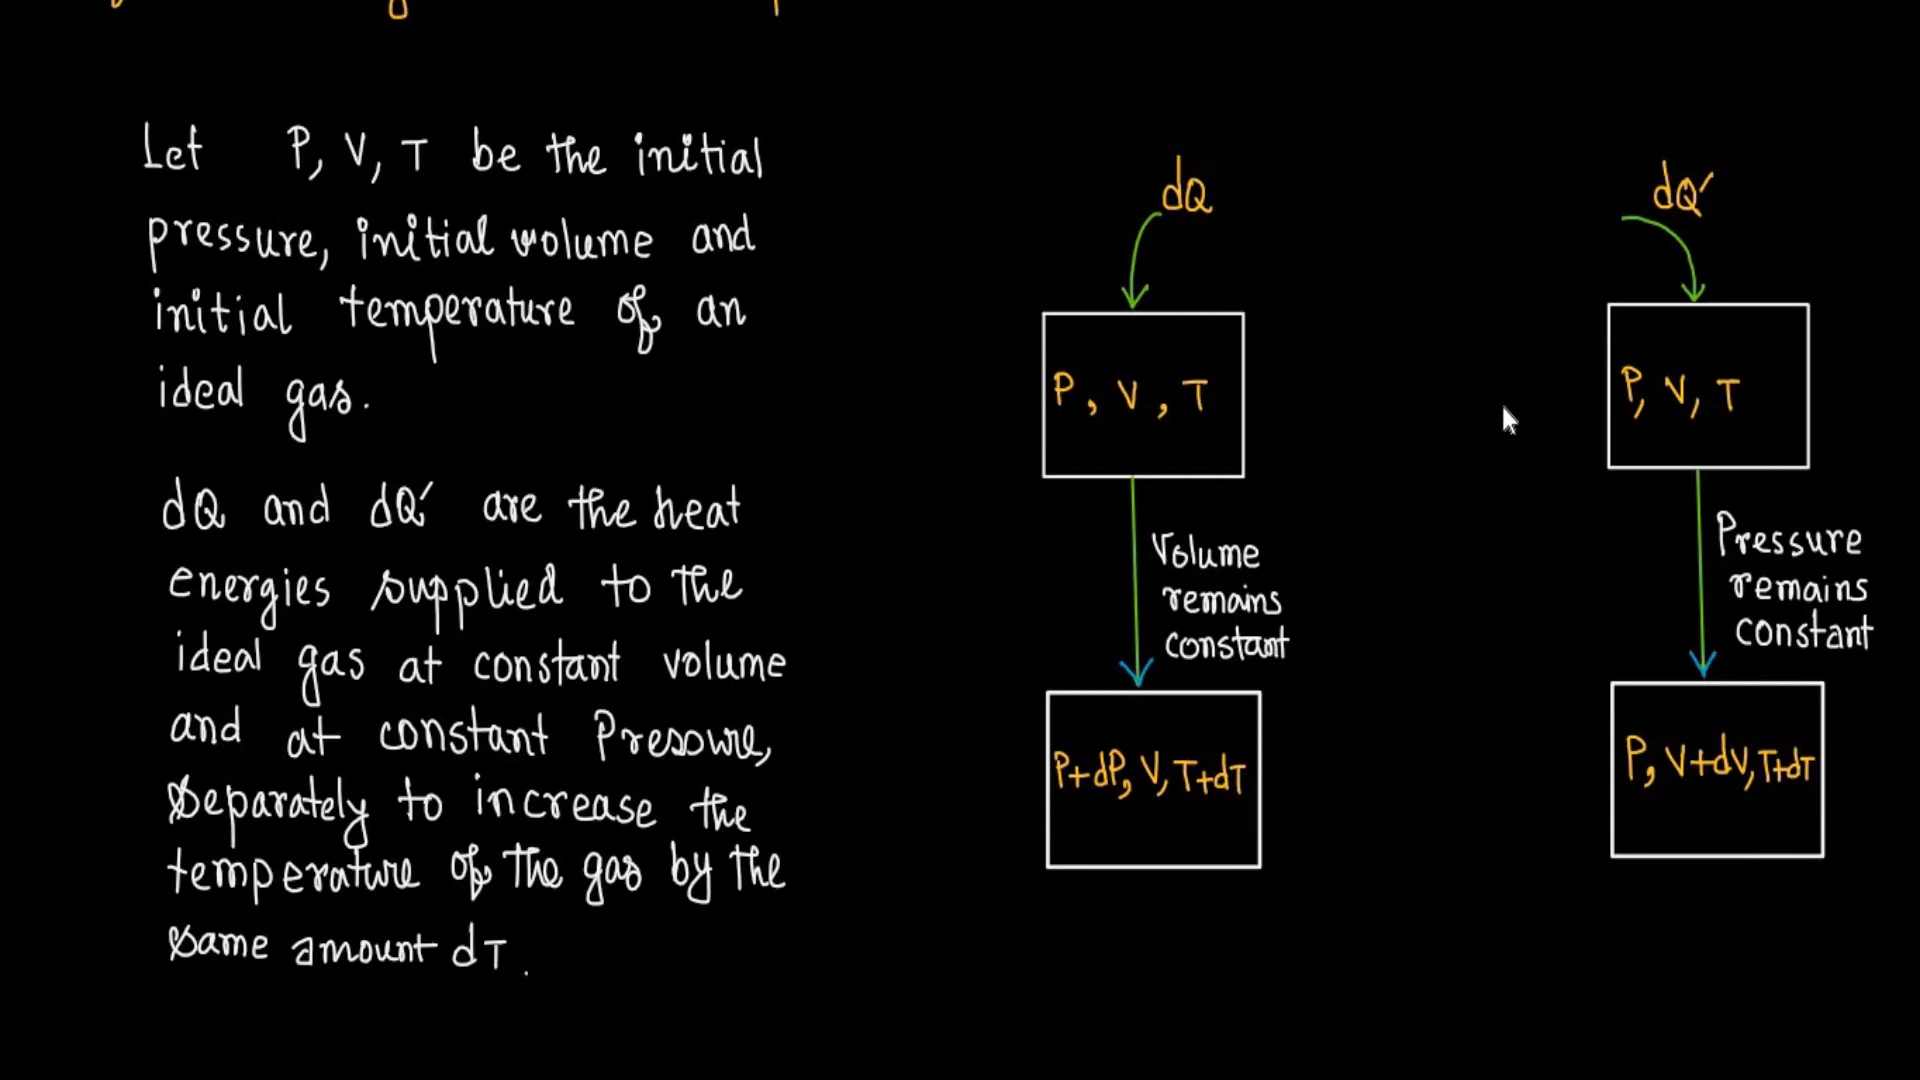 Let P, V, T be the initial
pressure, initial volume and
initial temperature of an
ideal gas.
dQ and dQ′ are the heat
energies supplied to the
ideal gas at constant volume
and at constant Pressure,
Separately to increase the
temperature of the gas by the
same amount dT.
dQ
P, V, T
Volume
remains
constant
P+dP, V, T+dT
dQ′
P, V, T
Pressure
remains
constant
P, V+dV, T+dT